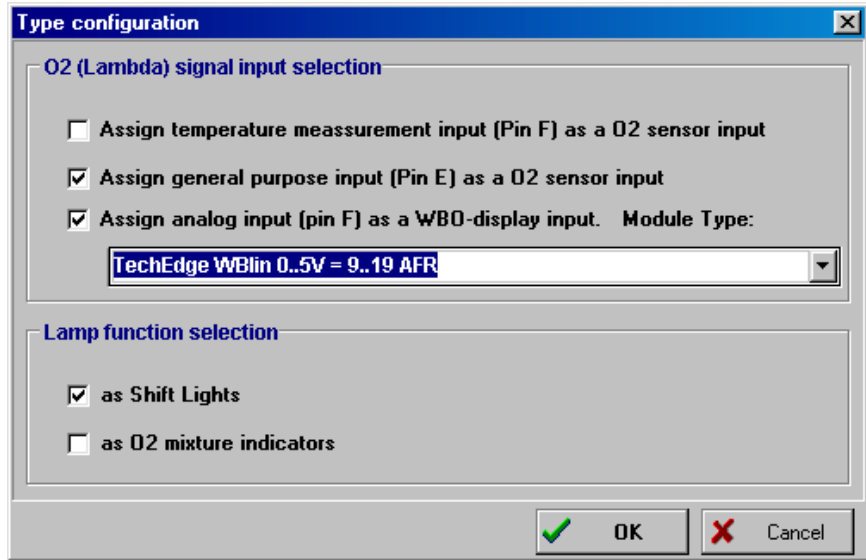 Type configuration
O2 (Lambda) signal input selection
Assign temperature meassurement input (Pin F) as a O2 sensor input
Assign general purpose input (Pin E) as a O2 sensor input
Assign analog input (pin F) as a WBO-display input. Module Type:
TechEdge WBlin 0..5V = 9..19 AFR
Lamp function selection
as Shift Lights
as O2 mixture indicators
OK
Cancel